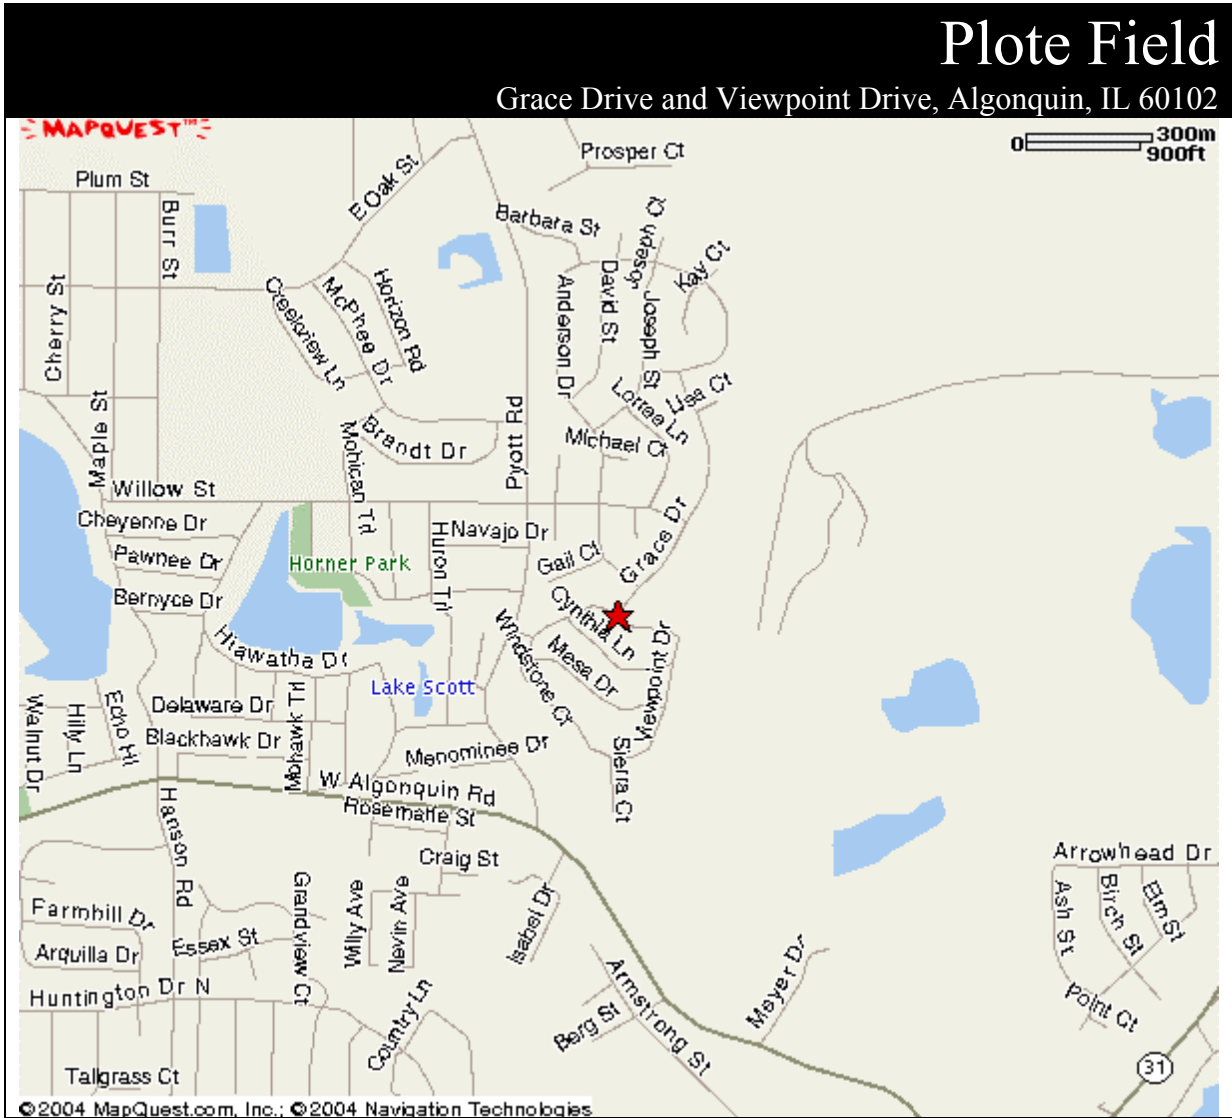 Plote Field
Grace Drive and Viewpoint Drive, Algonquin, IL 60102
MAPQUEST™
0
300m
900ft
Prosper Ct
Plum St
E Oak St
Barbara St
Joseph Ct
Burr St
Kay Ct
David St
Cherry St
Creekview Ln
McPhee Dr
Horizon Rd
Anderson Dr
Joseph St
Lorree Ln
Lisa Ct
Maple St
Mohican Trl
Brandt Dr
Pyott Rd
Michael Ct
Willow St
Cheyenne Dr
Navajo Dr
Huron Trl
Grace Dr
Pawnee Dr
Horner Park
Gail Ct
Bernyce Dr
Cynthia Ln
Windstone Ct
Hiawatha Dr
Mesa Dr
Viewpoint Dr
Lake Scott
Walnut Dr
Hilly Ln
Echo Hl
Delaware Dr
Mohawk Trl
Blackhawk Dr
Menominee Dr
Sierra Ct
W Algonquin Rd
Rosemarie St
Hanson Rd
Craig St
Arrowhead Dr
Farmhill Dr
Grandview Ct
Willy Ave
Nevin Ave
Isabel Dr
Ash St
Birch St
Elm St
Arquilla Dr
Essex St
Huntington Dr N
Country Ln
Armstrong St
Meyer Dr
Point Ct
Berg St
Tallgrass Ct
31
©2004 MapQuest.com, Inc.; ©2004 Navigation Technologies